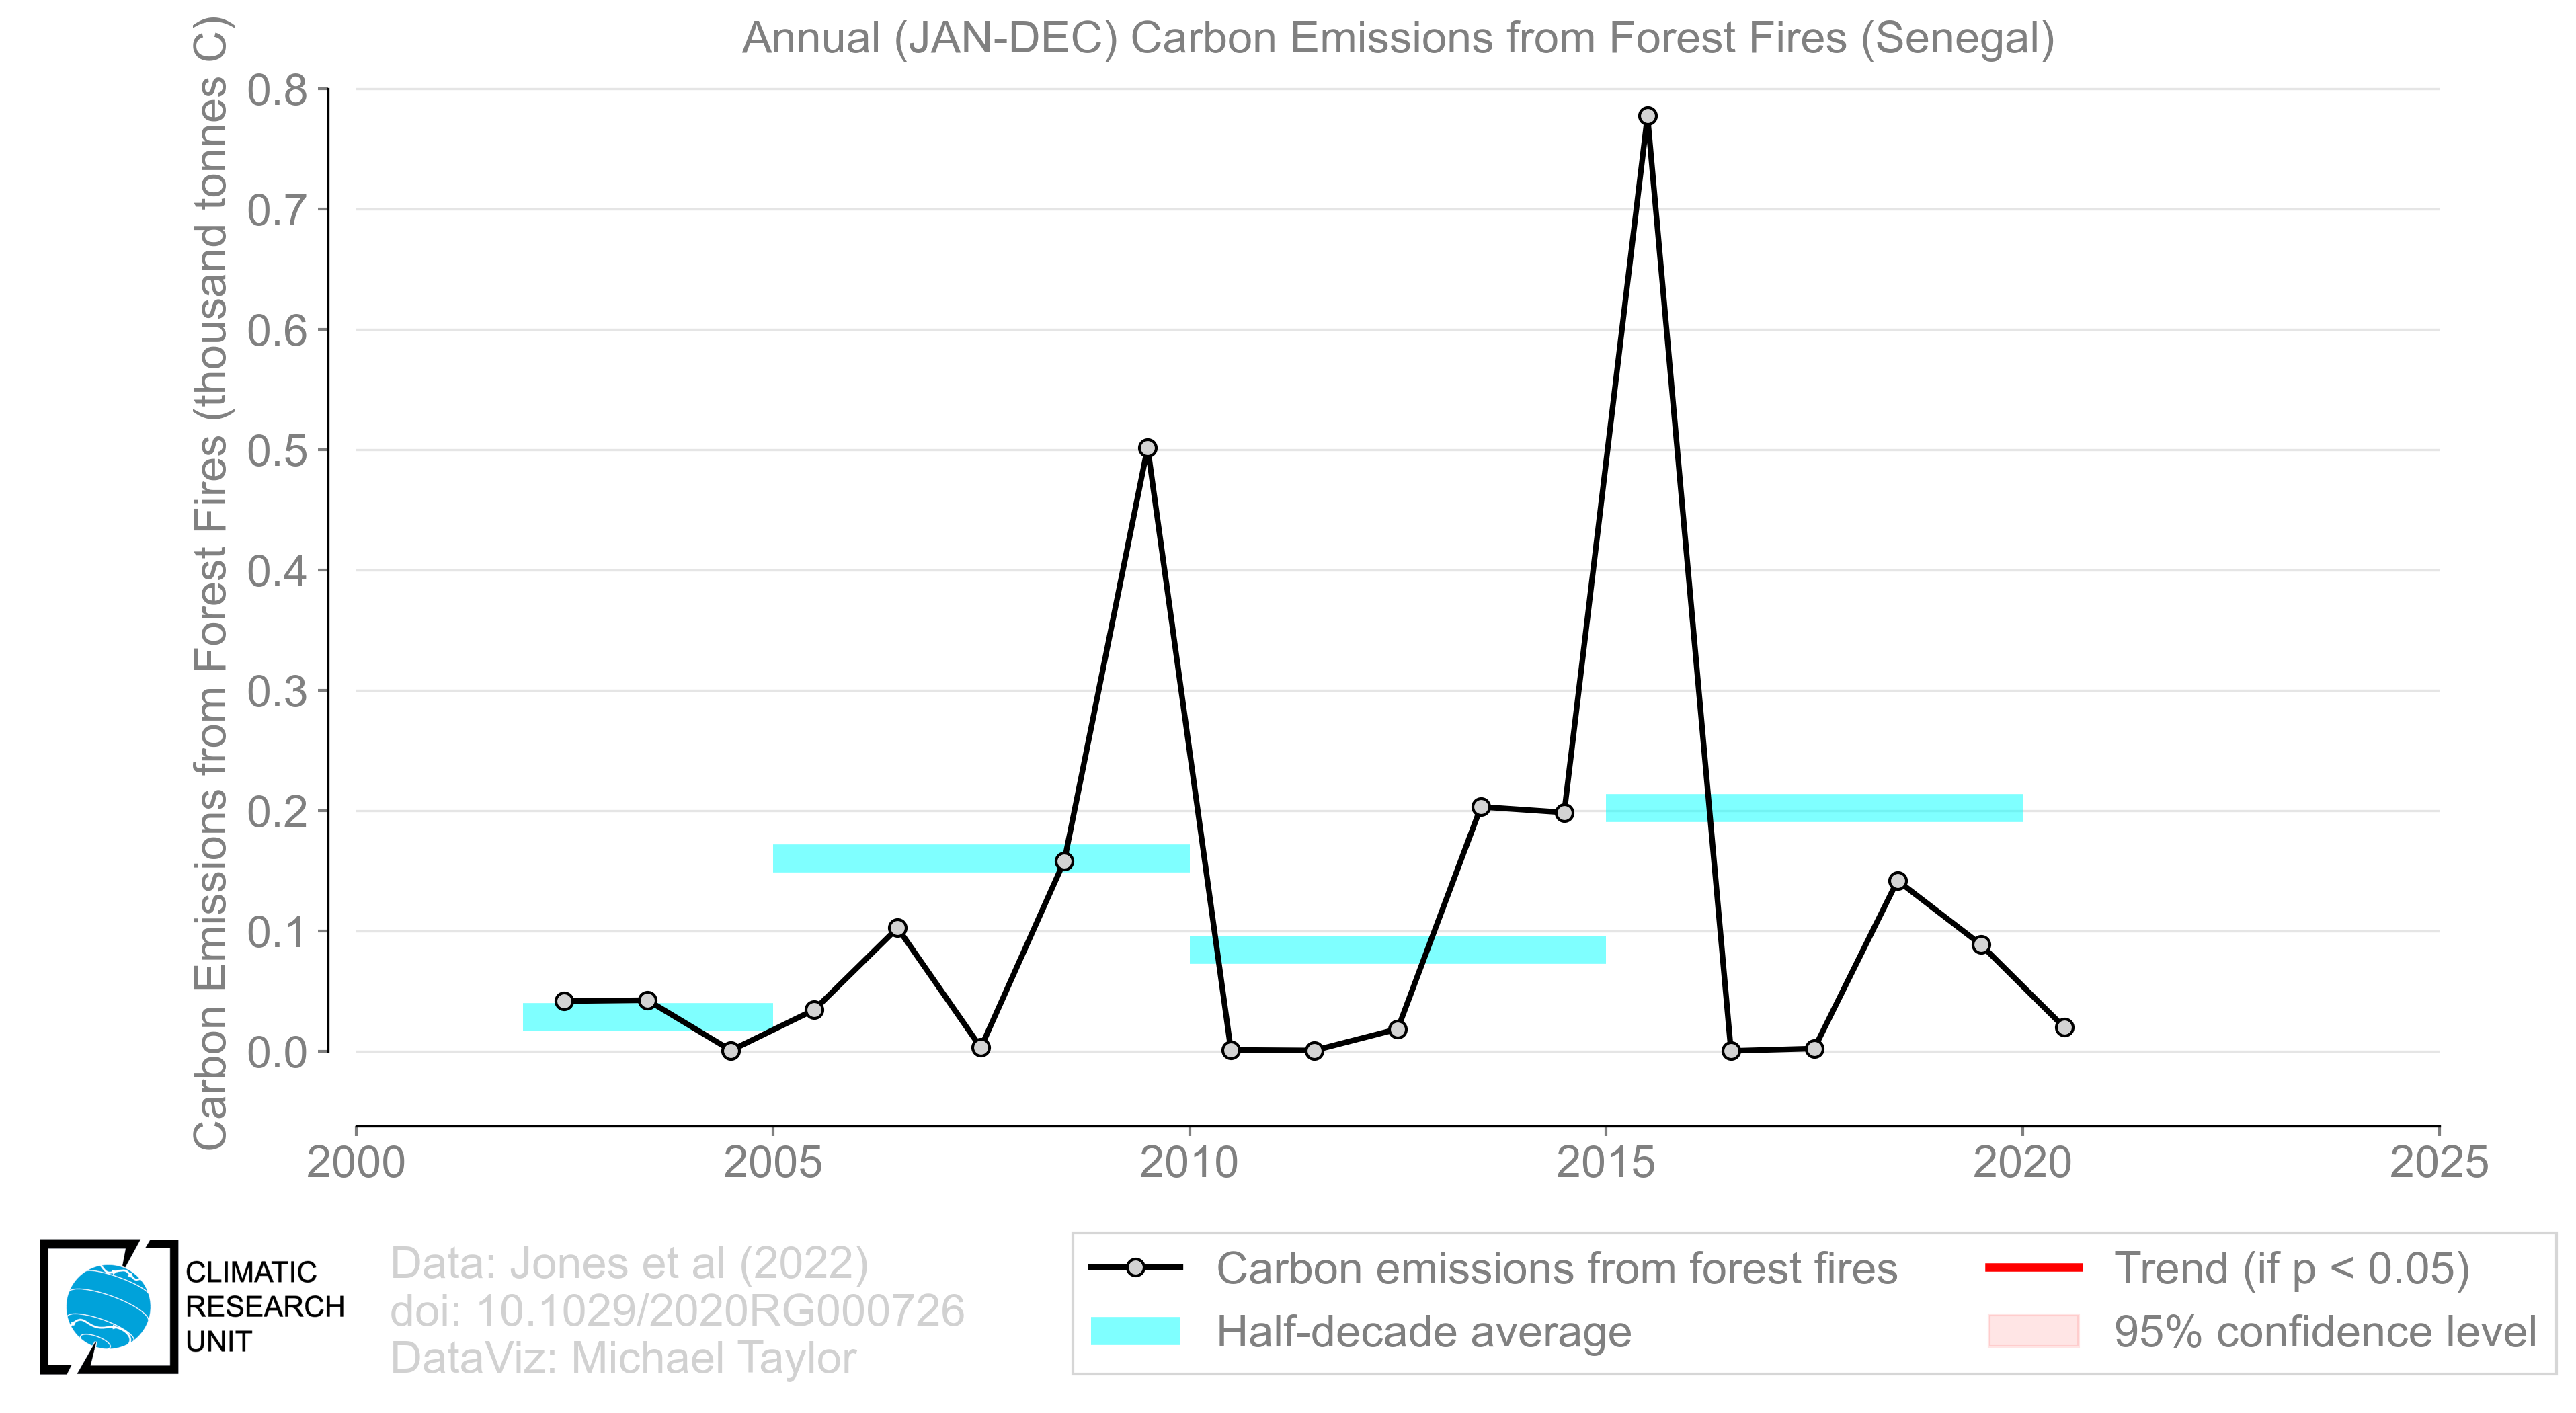 Annual (JAN-DEC) Carbon Emissions from Forest Fires (Senegal)
Carbon Emissions from Forest Fires (thousand tonnes C)
0.8
0.7
0.6
0.5
0.4
0.3
0.2
0.1
0.0
2000 2005 2010 2015 2020 2025
CLIMATIC
RESEARCH
UNIT
Data: Jones et al (2022)
doi: 10.1029/2020RG000726
DataViz: Michael Taylor
Carbon emissions from forest fires
Half-decade average
Trend (if p < 0.05)
95% confidence level